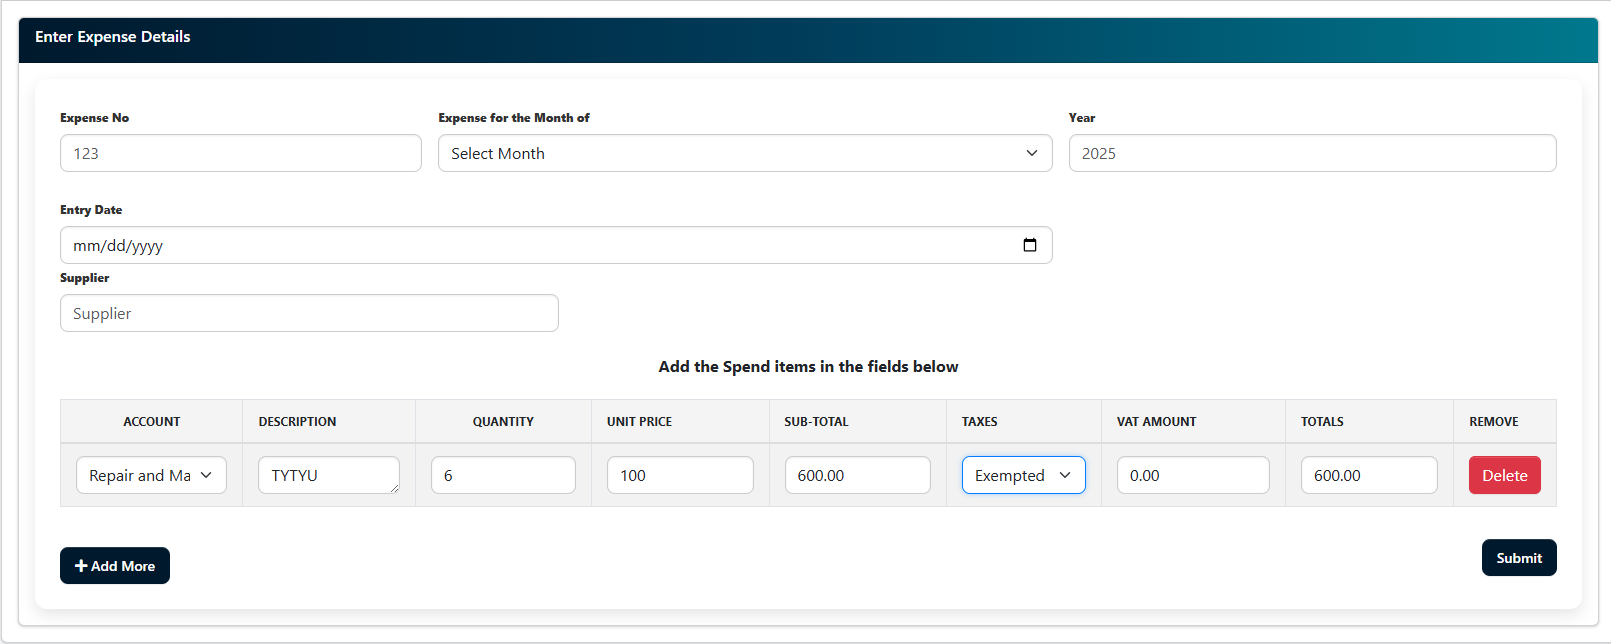 Enter Expense Details
Expense No Expense for the Month of Year
123 Select Month 2025
Entry Date
mm/dd/yyyy
Supplier
Supplier
Add the Spend items in the fields below
ACCOUNT DESCRIPTION QUANTITY UNIT PRICE SUB-TOTAL TAXES VAT AMOUNT TOTALS REMOVE
Repair and Ma TYTYU 6 100 600.00 Exempted 0.00 600.00 Delete
+ Add More Submit